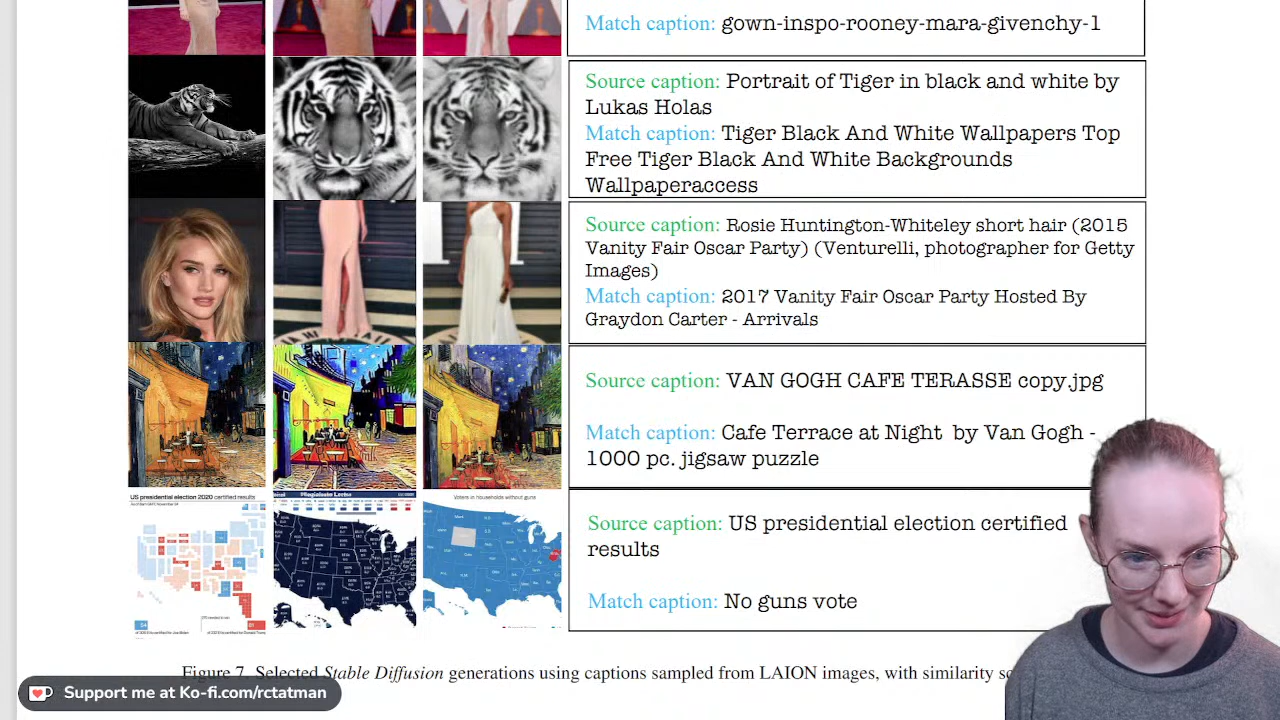 Match caption: gown-inspo-rooney-mara-givenchy-1
Source caption: Portrait of Tiger in black and white by
Lukas Holas
Match caption: Tiger Black And White Wallpapers Top
Free Tiger Black And White Backgrounds
Wallpaperaccess
Source caption: Rosie Huntington-Whiteley short hair (2015
Vanity Fair Oscar Party) (Venturelli, photographer for Getty
Images)
Match caption: 2017 Vanity Fair Oscar Party Hosted By
Graydon Carter - Arrivals
Source caption: VAN GOGH CAFE TERASSE copy.jpg
Match caption: Cafe Terrace at Night by Van Gogh -
1000 pc. jigsaw puzzle
US presidential election 2020 certified results
Voters in households without guns
Source caption: US presidential election certified
results
Match caption: No guns vote
Figure 7. Selected Stable Diffusion generations using captions sampled from LAION images, with similarity
Support me at Ko-fi.com/rctatman